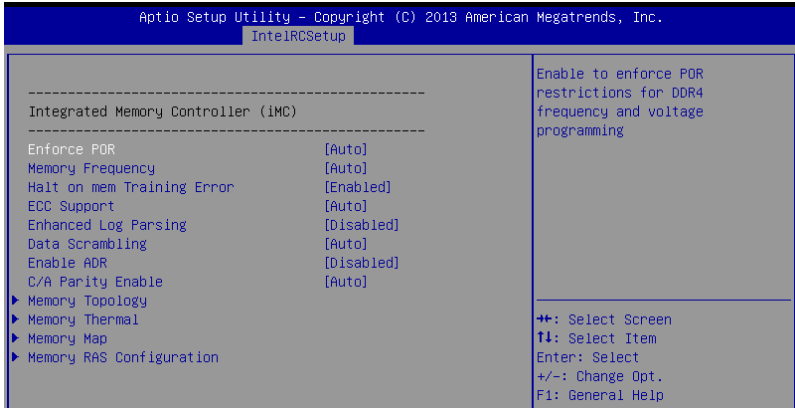 Aptio Setup Utility – Copyright (C) 2013 American Megatrends, Inc.
IntelRCSetup
--------------------------------------------------
Integrated Memory Controller (iMC)
--------------------------------------------------
Enforce POR [Auto]
Memory Frequency [Auto]
Halt on mem Training Error [Enabled]
ECC Support [Auto]
Enhanced Log Parsing [Disabled]
Data Scrambling [Auto]
Enable ADR [Disabled]
C/A Parity Enable [Auto]
Memory Topology
Memory Thermal
Memory Map
Memory RAS Configuration
Enable to enforce POR
restrictions for DDR4
frequency and voltage
programming
→←: Select Screen
↑↓: Select Item
Enter: Select
+/-: Change Opt.
F1: General Help